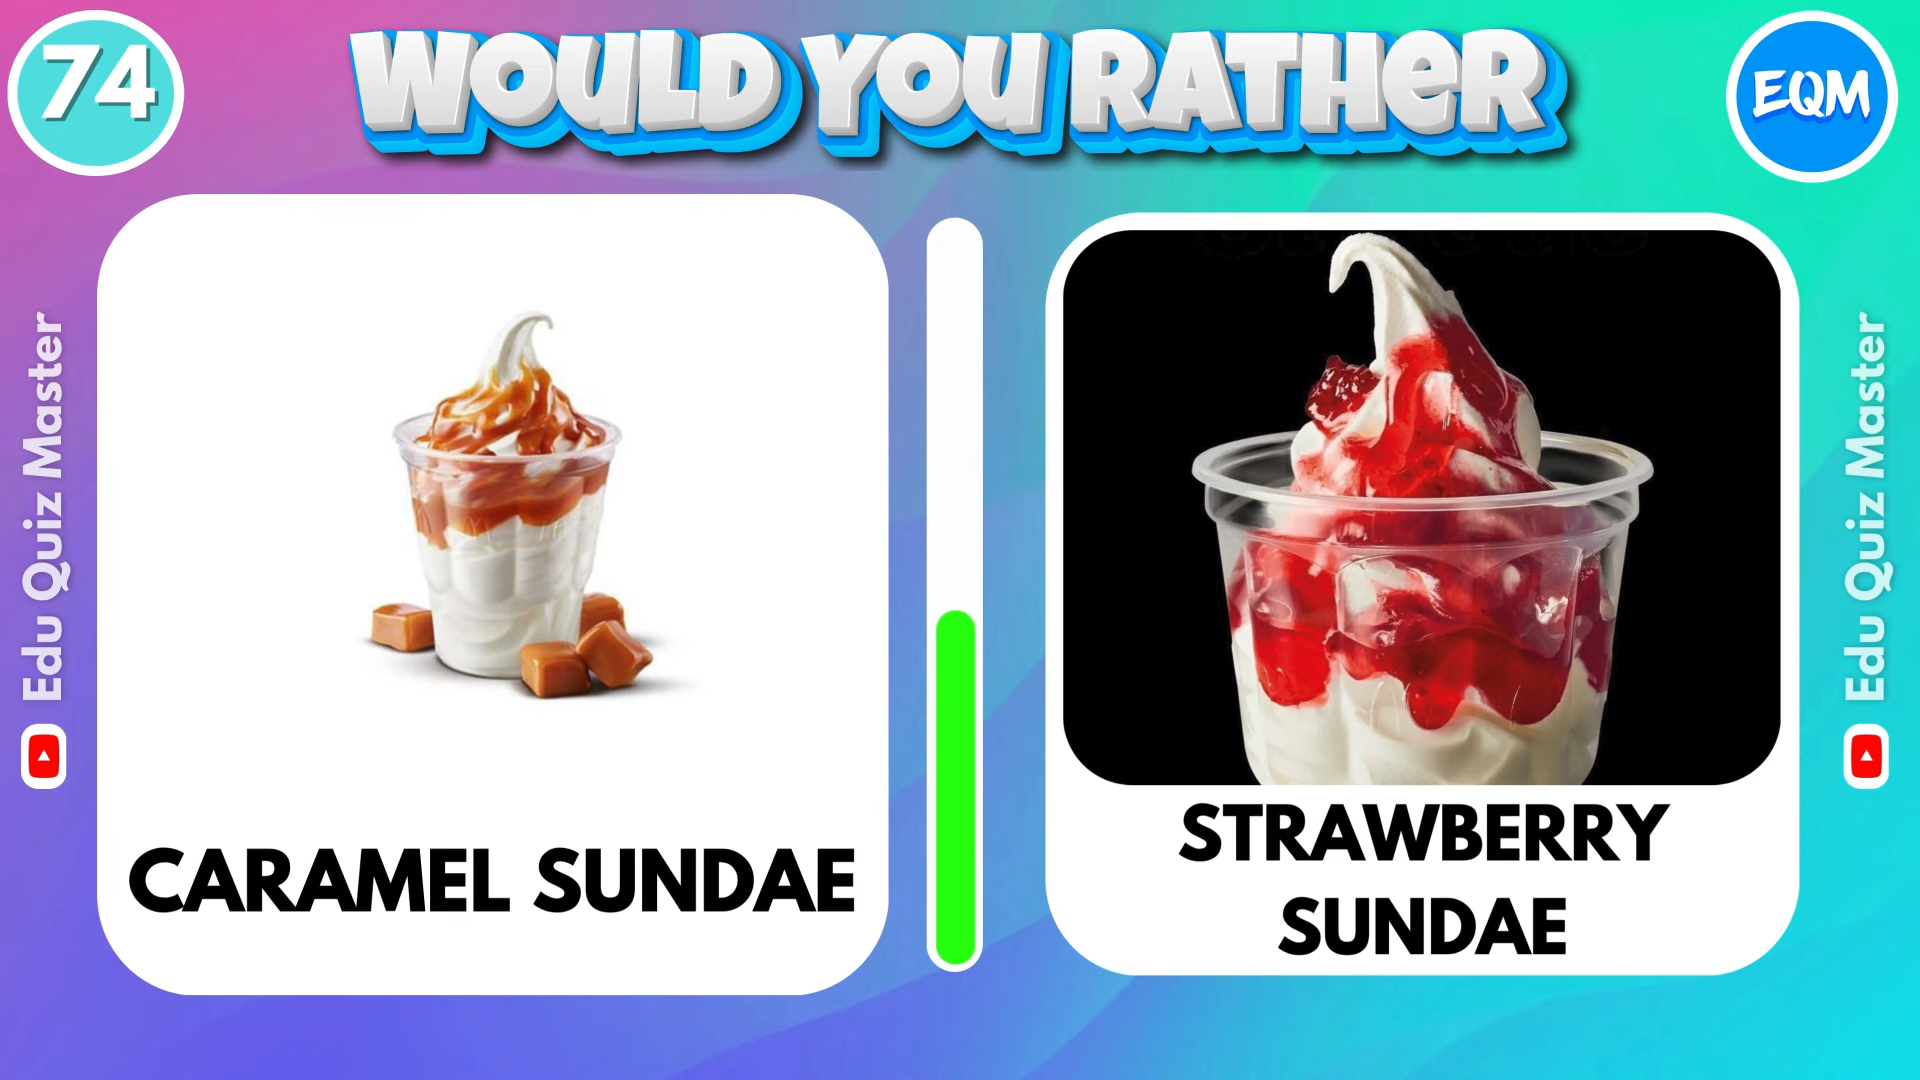 74
WOULD YOU RATHER
EQM
Edu Quiz Master
CARAMEL SUNDAE
STRAWBERRY
SUNDAE
Edu Quiz Master